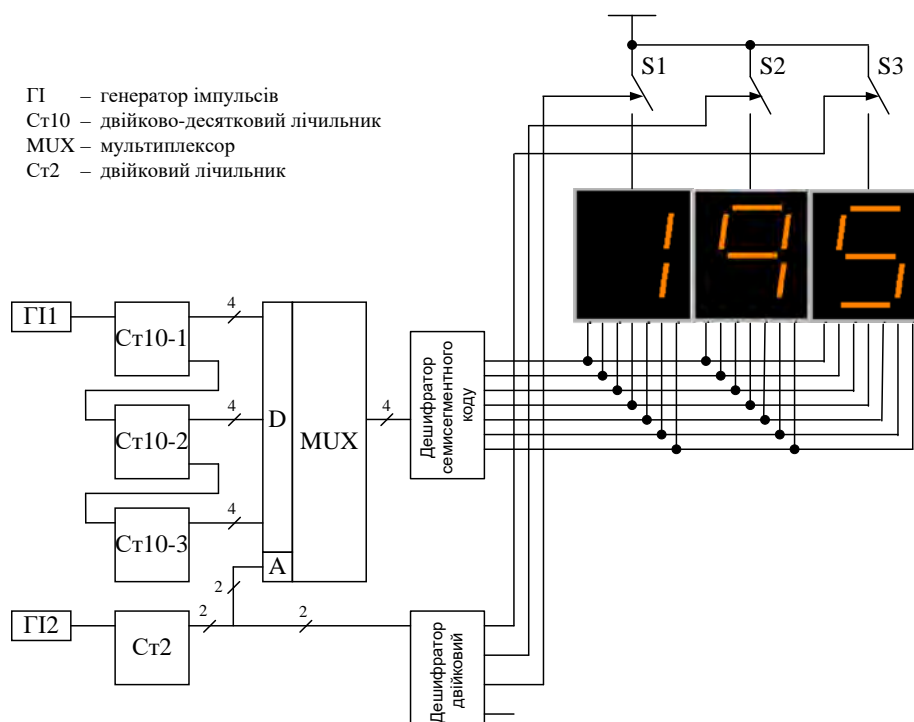 S1 S2 S3
ГІ – генератор імпульсів
Ст10 – двійково-десятковий лічильник
MUX – мультиплексор
Ст2 – двійковий лічильник
195
ГІ1
Ст10-1
4
Ст10-2
4
Ст10-3
4
D
A
MUX
4
Дешифратор
семисегментного
коду
2
ГІ2
Ст2
2
2
Дешифратор
двійковий